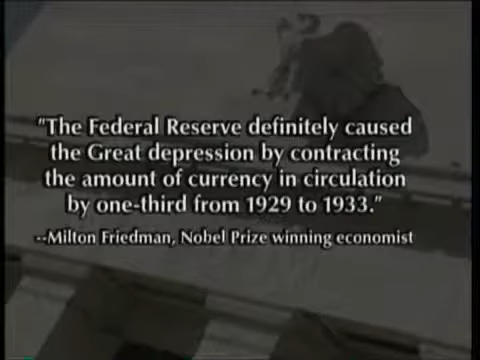 "The Federal Reserve definitely caused
the Great depression by contracting
the amount of currency in circulation
by one-third from 1929 to 1933."
--Milton Friedman, Nobel Prize winning economist